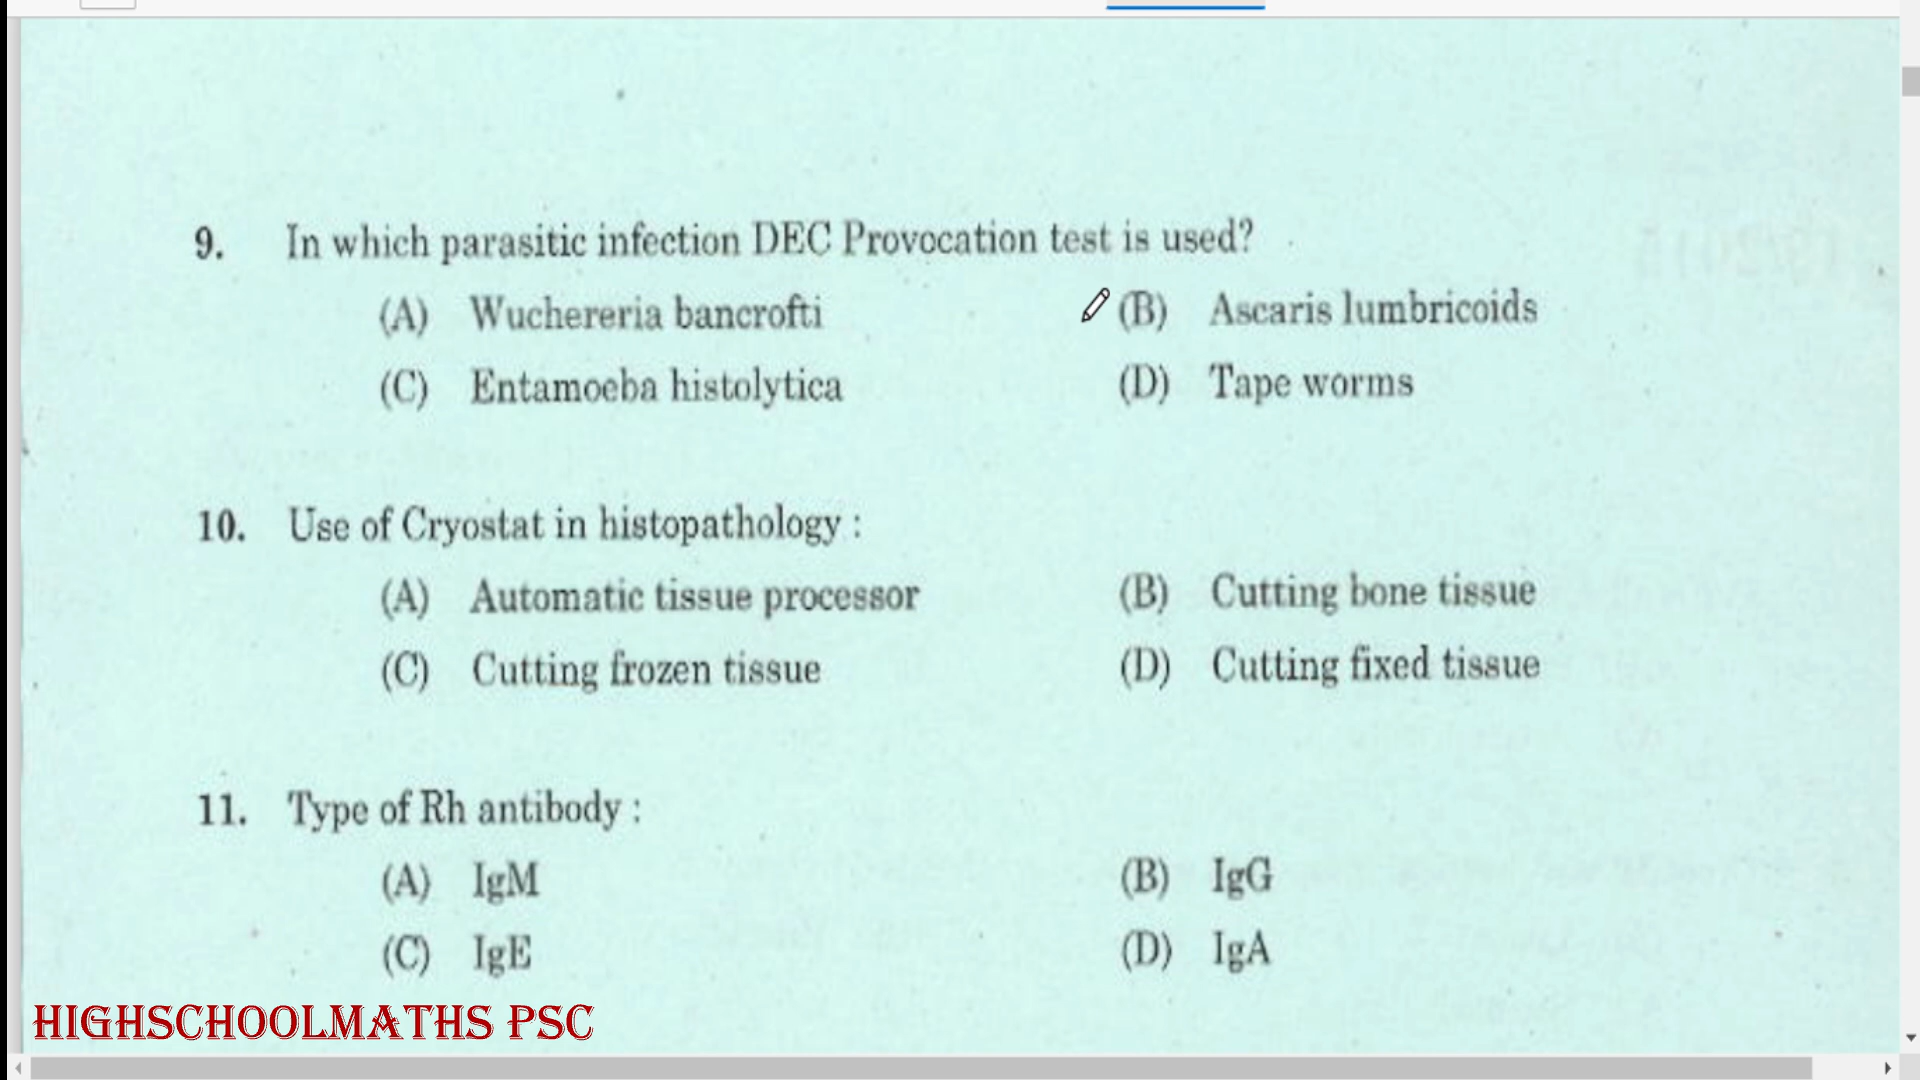 9. In which parasitic infection DEC Provocation test is used?
(A) Wuchereria bancrofti (B) Ascaris lumbricoids
(C) Entamoeba histolytica (D) Tape worms
10. Use of Cryostat in histopathology :
(A) Automatic tissue processor (B) Cutting bone tissue
(C) Cutting frozen tissue (D) Cutting fixed tissue
11. Type of Rh antibody :
(A) IgM (B) IgG
(C) IgE (D) IgA
HIGHSCHOOLMATHS PSC